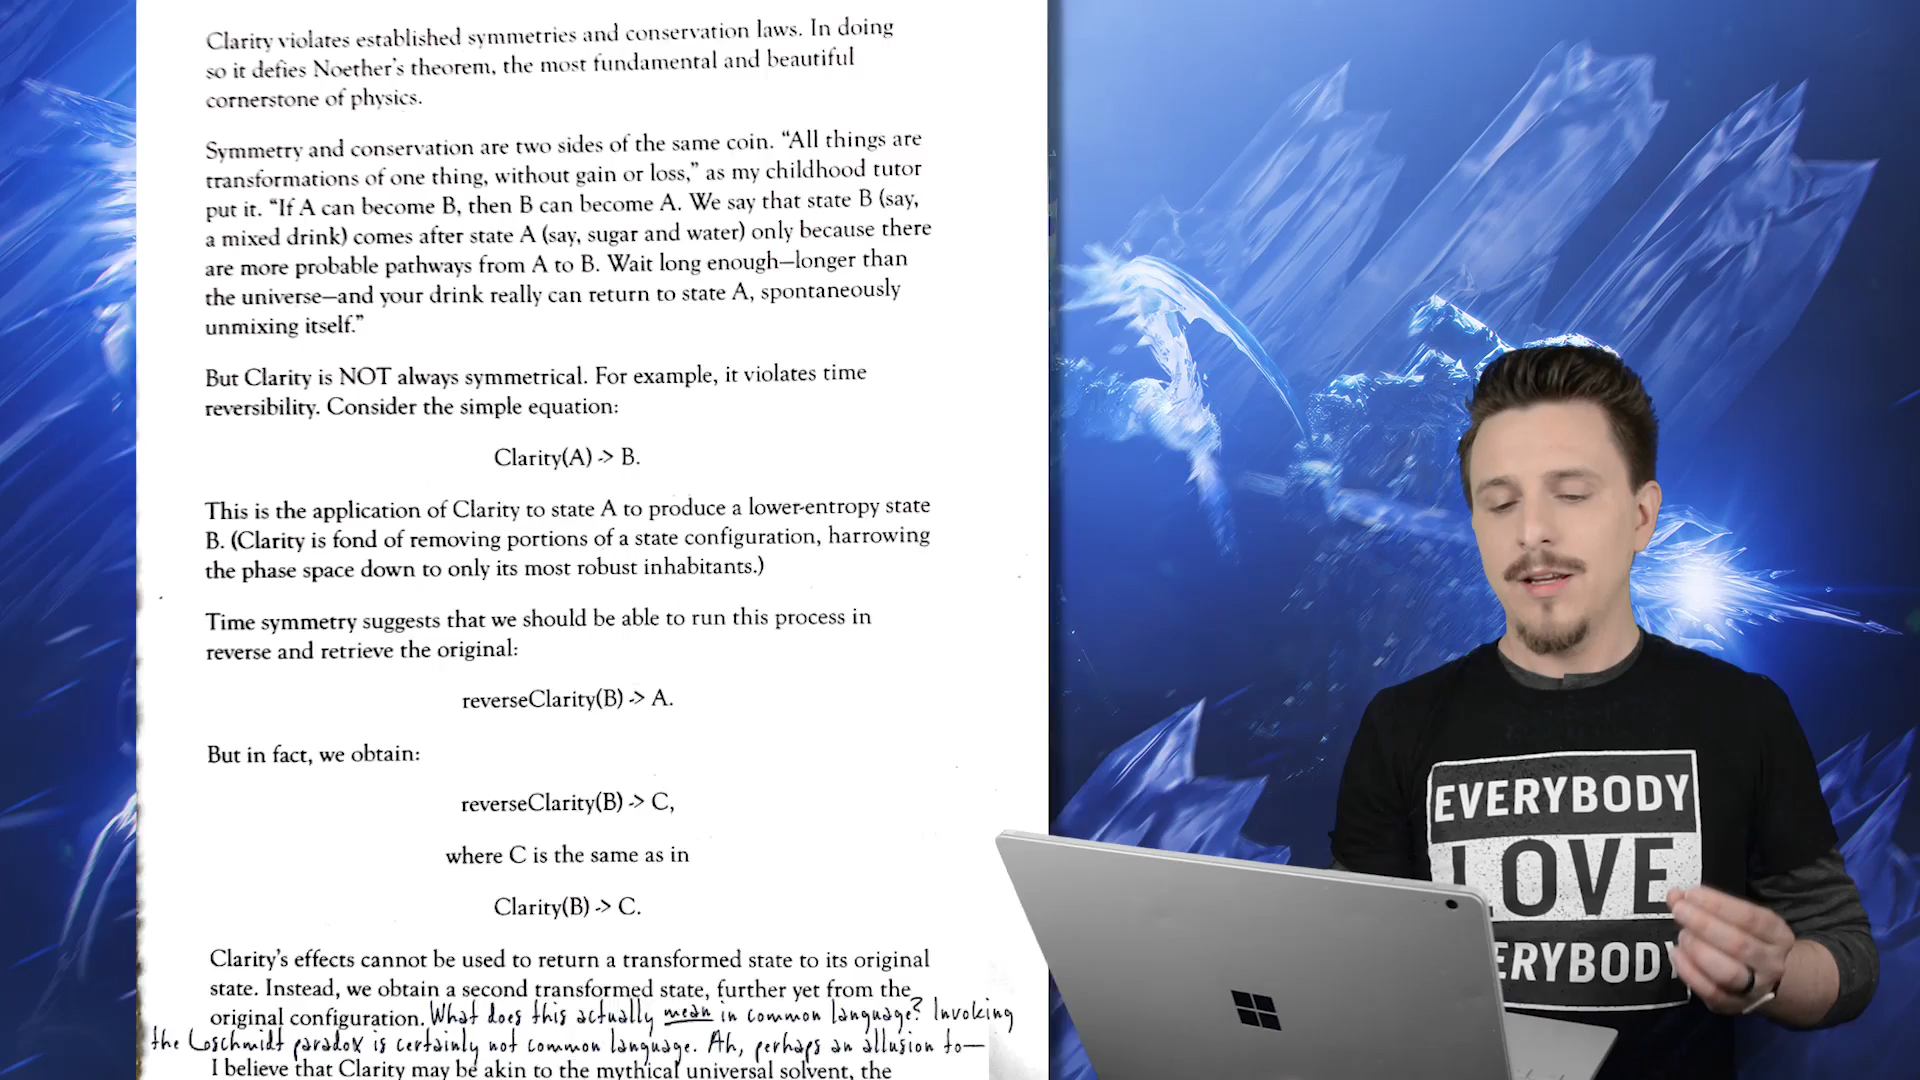 Clarity violates established symmetries and conservation laws. In doing
so it defies Noether's theorem, the most fundamental and beautiful
cornerstone of physics.
Symmetry and conservation are two sides of the same coin. “All things are
transformations of one thing, without gain or loss,” as my childhood tutor
put it. “If A can become B, then B can become A. We say that state B (say,
a mixed drink) comes after state A (say, sugar and water) only because there
are more probable pathways from A to B. Wait long enough—longer than
the universe—and your drink really can return to state A, spontaneously
unmixing itself.”
But Clarity is NOT always symmetrical. For example, it violates time
reversibility. Consider the simple equation:
Clarity(A) -> B.
This is the application of Clarity to state A to produce a lower-entropy state
B. (Clarity is fond of removing portions of a state configuration, harrowing
the phase space down to only its most robust inhabitants.)
Time symmetry suggests that we should be able to run this process in
reverse and retrieve the original:
reverseClarity(B) -> A.
But in fact, we obtain:
reverseClarity(B) -> C,
where C is the same as in
Clarity(B) -> C.
Clarity's effects cannot be used to return a transformed state to its original
state. Instead, we obtain a second transformed state, further yet from the
original configuration. What does this actually mean in common language? Invoking
the Loschmidt paradox is certainly not common language. Ah, perhaps an allusion to—
I believe that Clarity may be akin to the mythical universal solvent, the
EVERYBODY
LOVE
ERYBODY